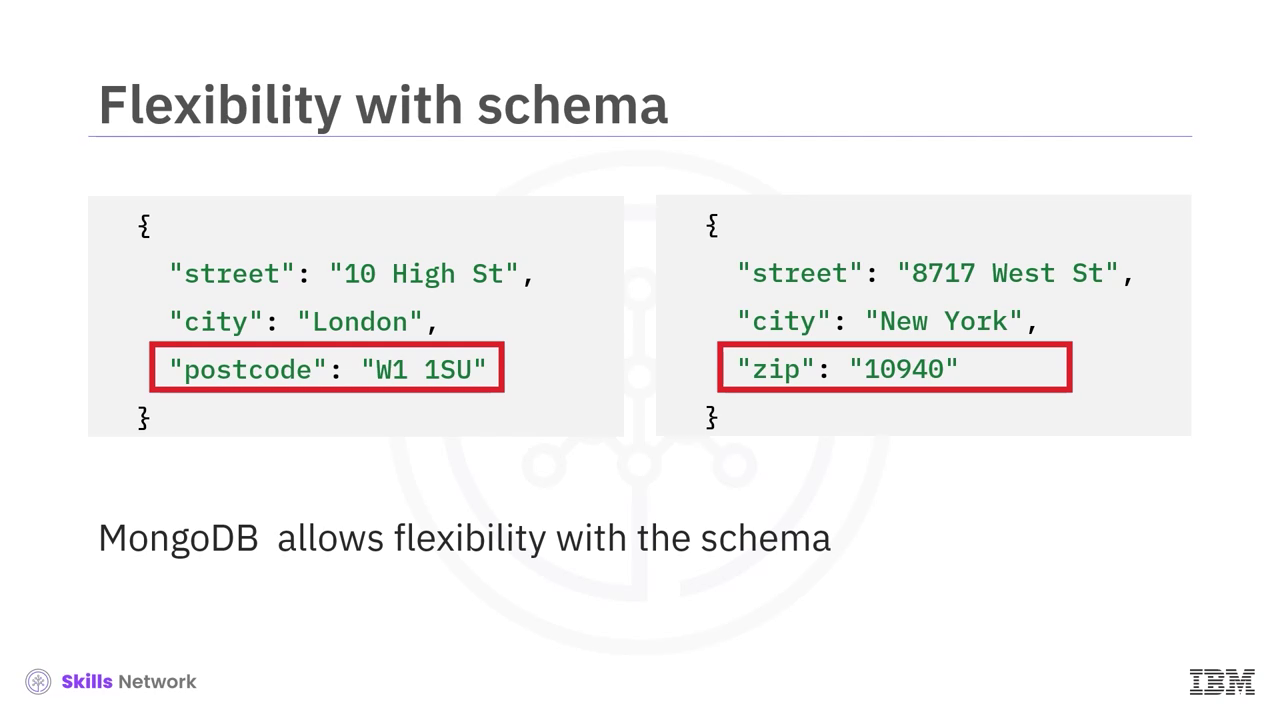 Flexibility with schema
{
"street": "10 High St",
"city": "London",
"postcode": "W1 1SU"
}
{
"street": "8717 West St",
"city": "New York",
"zip": "10940"
}
MongoDB  allows flexibility with the schema
Skills Network
IBM